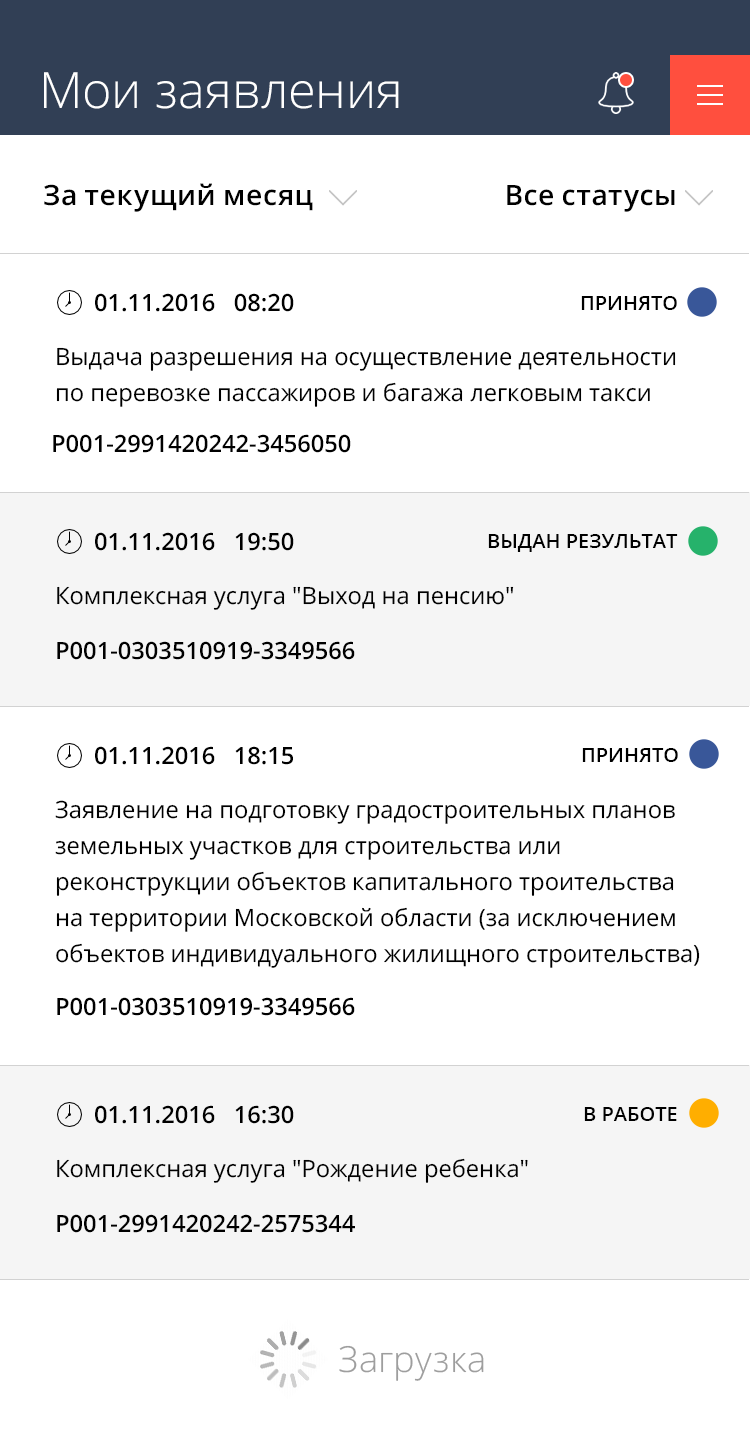 Мои заявления
За текущий месяц Все статусы
01.11.2016 08:20 ПРИНЯТО
Выдача разрешения на осуществление деятельности
по перевозке пассажиров и багажа легковым такси
P001-2991420242-3456050
01.11.2016 19:50 ВЫДАН РЕЗУЛЬТАТ
Комплексная услуга "Выход на пенсию"
P001-0303510919-3349566
01.11.2016 18:15 ПРИНЯТО
Заявление на подготовку градостроительных планов
земельных участков для строительства или
реконструкции объектов капитального троительства
на территории Московской области (за исключением
объектов индивидуального жилищного строительства)
P001-0303510919-3349566
01.11.2016 16:30 В РАБОТЕ
Комплексная услуга "Рождение ребенка"
P001-2991420242-2575344
Загрузка